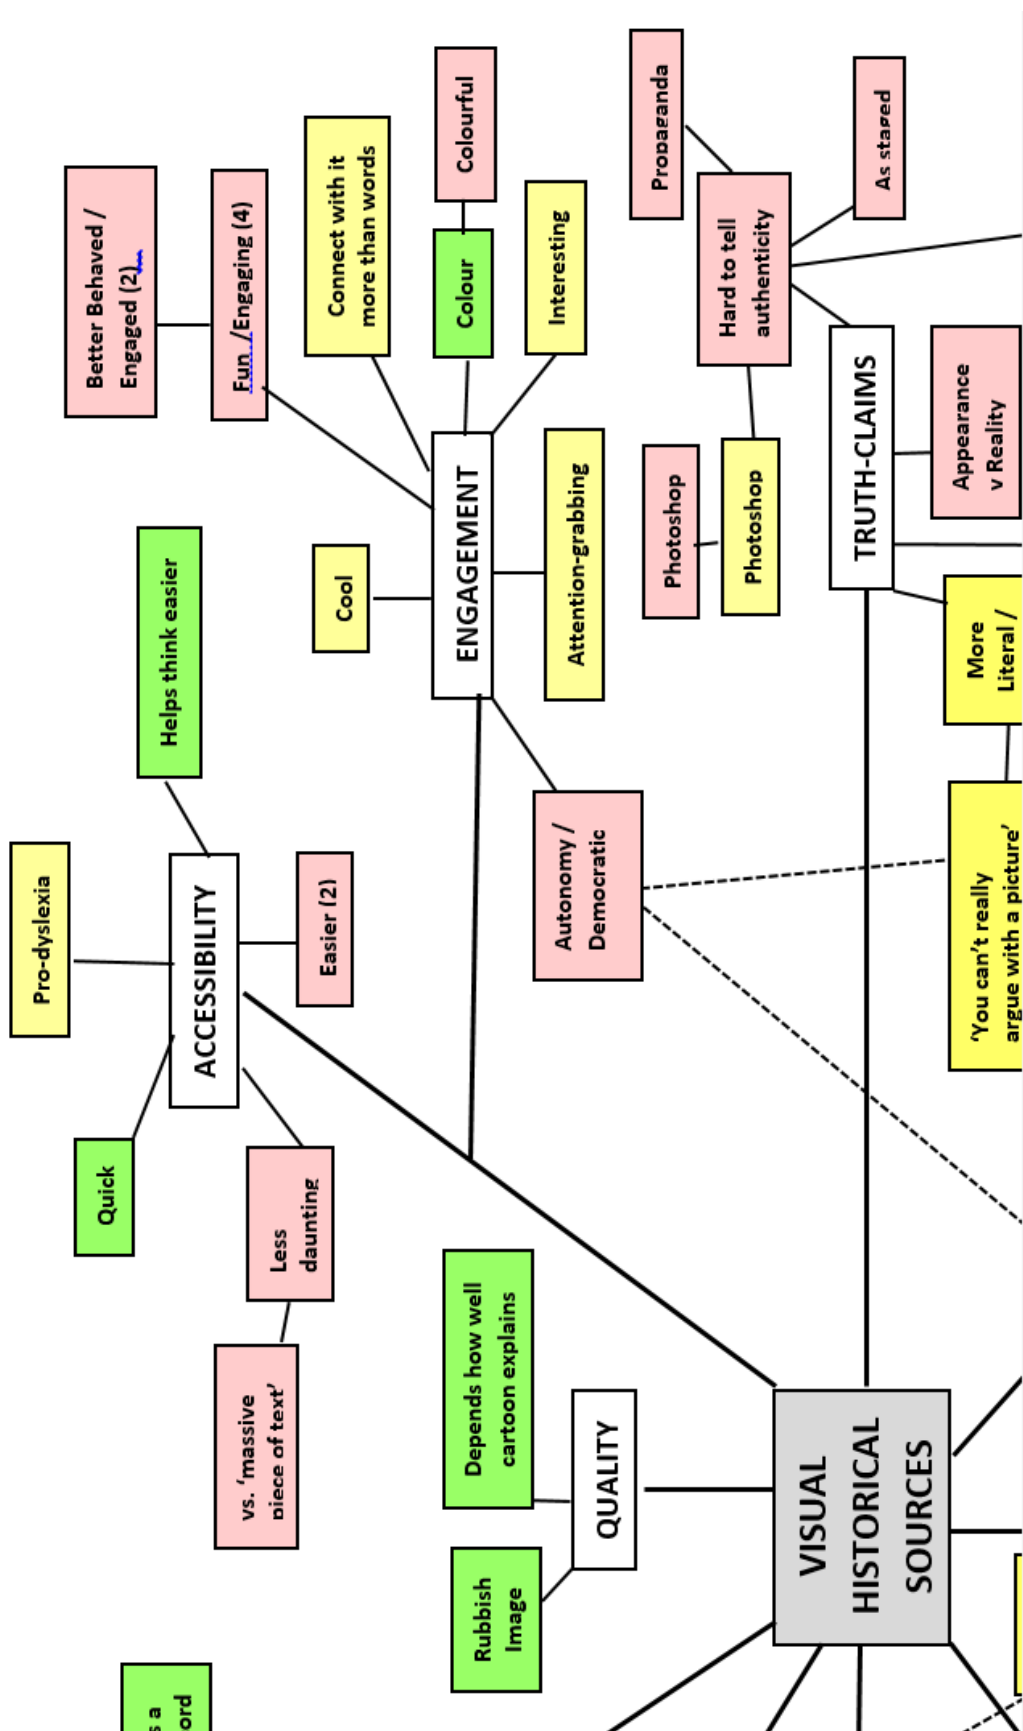 Better Behaved /
Engaged (2)
Fun /Engaging (4)
Connect with it
more than words
Colourful
Colour
Interesting
Cool
ENGAGEMENT
Attention-grabbing
Autonomy /
Democratic
Propaganda
As staged
Hard to tell
authenticity
Photoshop
Photoshop
TRUTH-CLAIMS
Appearance
v Reality
More
Literal /
'You can't really
argue with a picture'
Helps think easier
Pro-dyslexia
ACCESSIBILITY
Easier (2)
Quick
Less
daunting
vs. 'massive
piece of text'
Depends how well
cartoon explains
QUALITY
Rubbish
Image
VISUAL
HISTORICAL
SOURCES